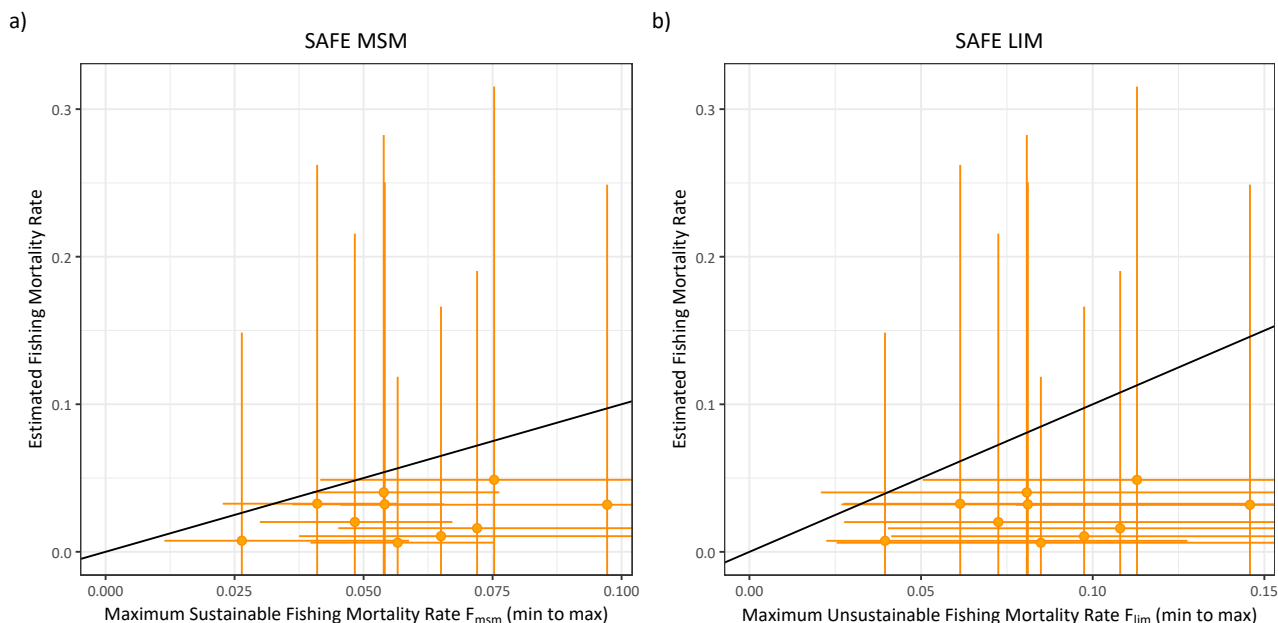 a)
SAFE MSM
0.3
0.2
0.1
0.0
Estimated Fishing Mortality Rate
0.000 0.025 0.050 0.075 0.100
Maximum Sustainable Fishing Mortality Rate Fmsm (min to max)
b)
SAFE LIM
0.3
0.2
0.1
0.0
Estimated Fishing Mortality Rate
0.00 0.05 0.10 0.15
Maximum Unsustainable Fishing Mortality Rate Flim (min to max)